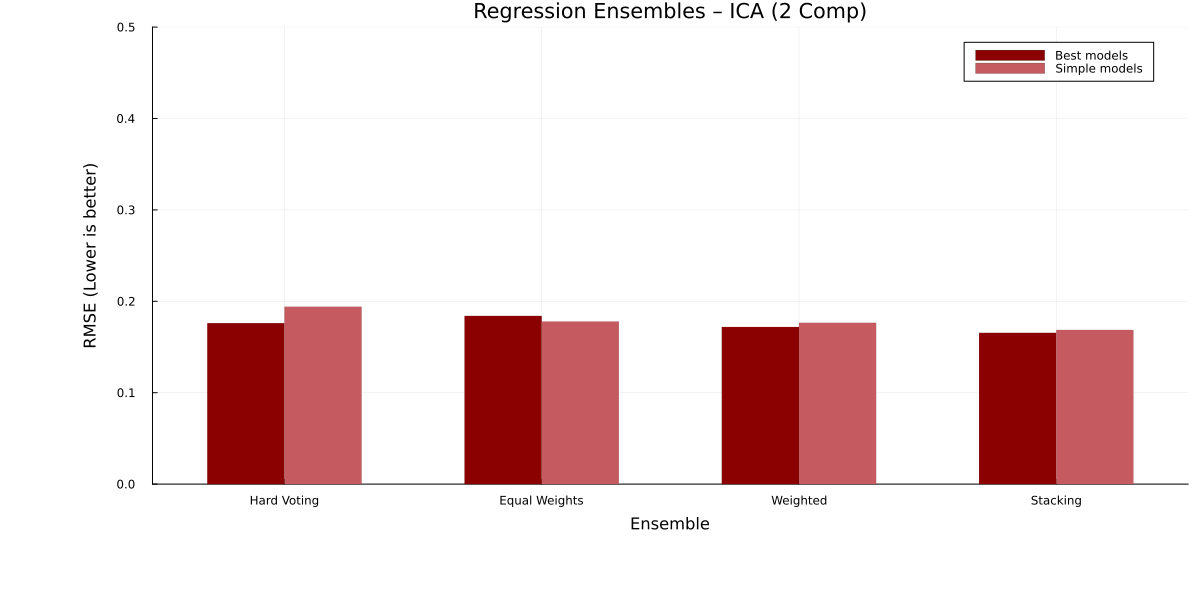 Regression Ensembles – ICA (2 Comp)
Best models
Simple models
RMSE (Lower is better)
0.5
0.4
0.3
0.2
0.1
0.0
Hard Voting
Equal Weights
Weighted
Stacking
Ensemble